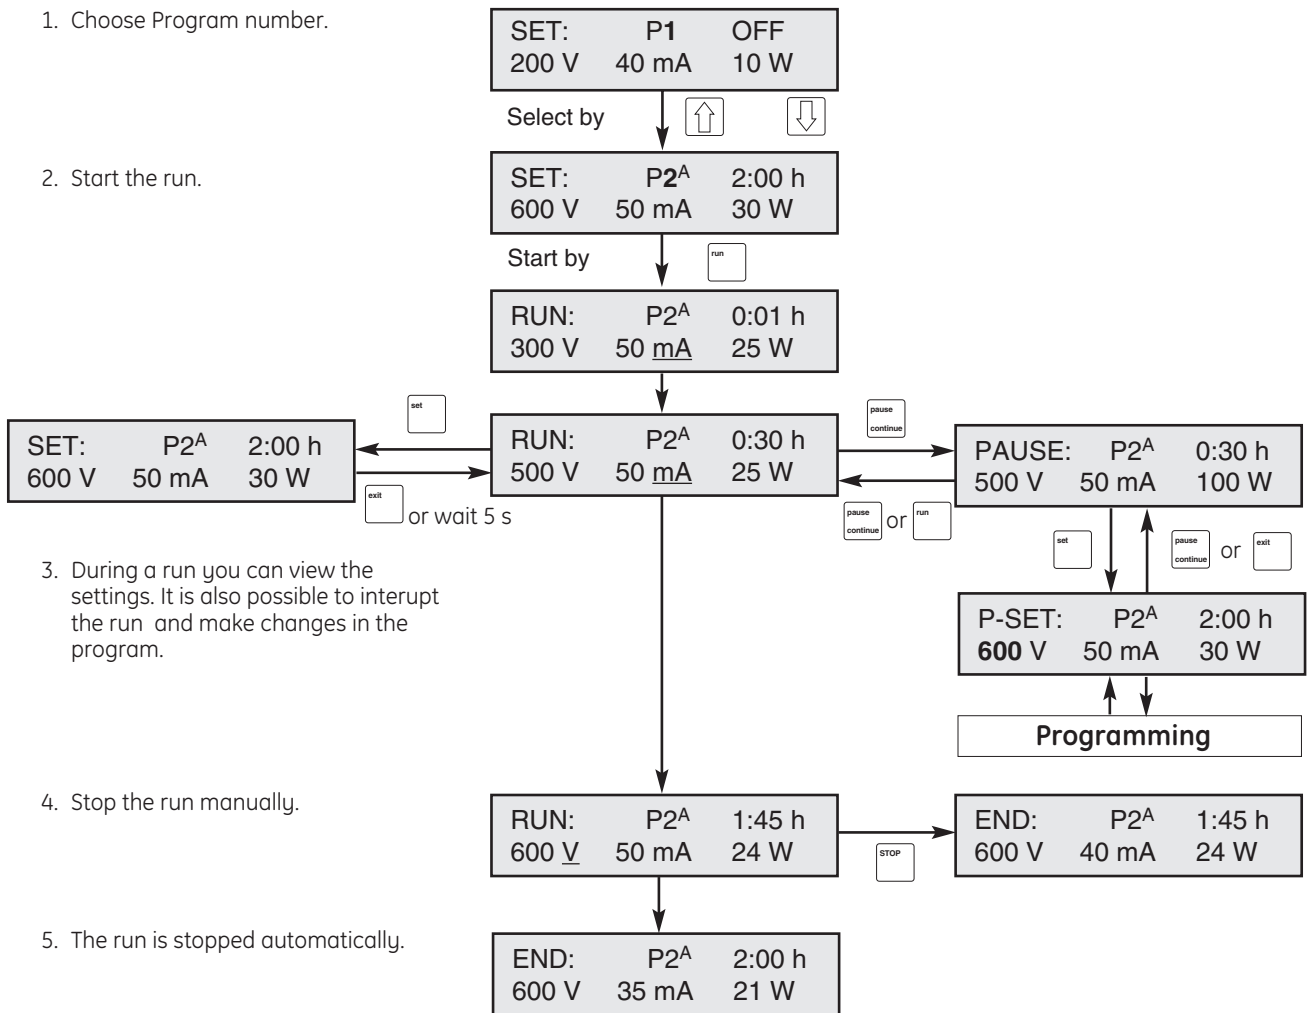 1. Choose Program number.
SET: P1 OFF
200 V 40 mA 10 W
Select by
2. Start the run.
SET: P2ᴬ 2:00 h
600 V 50 mA 30 W
Start by
run
RUN: P2ᴬ 0:01 h
300 V 50 mA 25 W
set
pause
continue
SET: P2ᴬ 2:00 h
600 V 50 mA 30 W
RUN: P2ᴬ 0:30 h
500 V 50 mA 25 W
PAUSE: P2ᴬ 0:30 h
500 V 50 mA 100 W
exit
or wait 5 s
pause
continue
or
run
set
pause
continue
or
exit
3. During a run you can view the
settings. It is also possible to interupt
the run and make changes in the
program.
P-SET: P2ᴬ 2:00 h
600 V 50 mA 30 W
Programming
4. Stop the run manually.
RUN: P2ᴬ 1:45 h
600 V 50 mA 24 W
STOP
END: P2ᴬ 1:45 h
600 V 40 mA 24 W
5. The run is stopped automatically.
END: P2ᴬ 2:00 h
600 V 35 mA 21 W